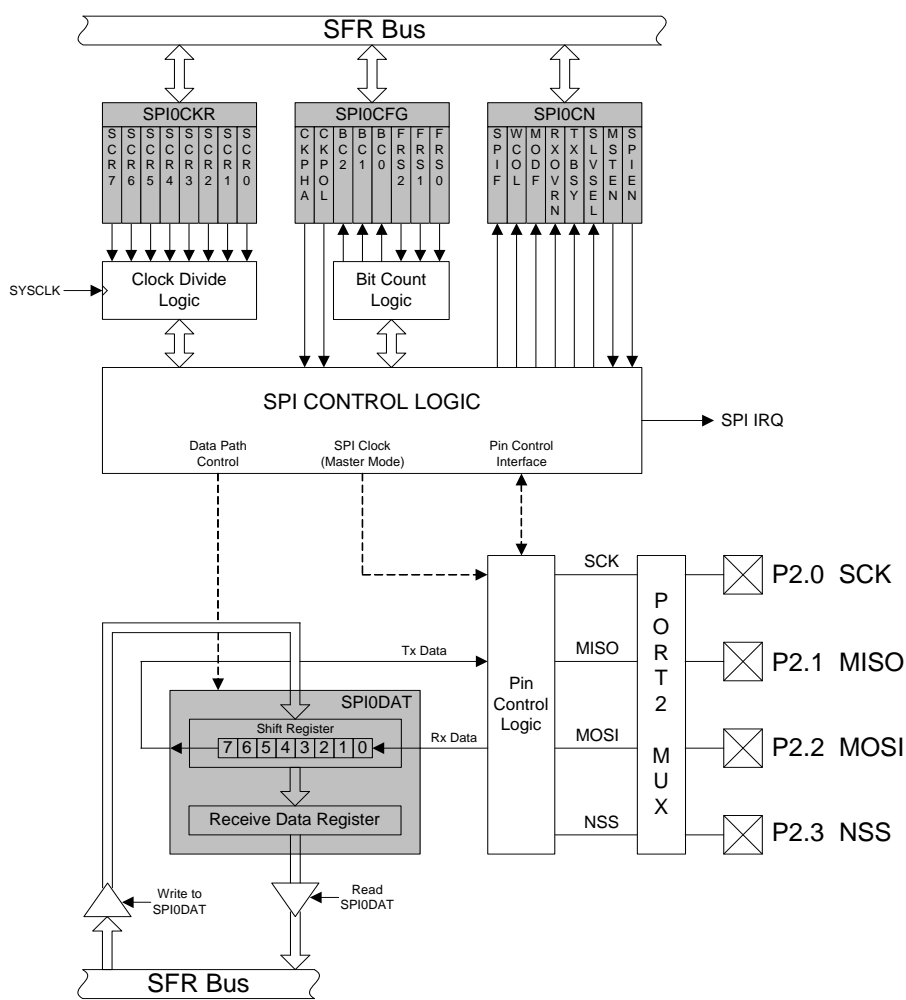 SFR Bus
SPI0CKR
SCR7
SCR6
SCR5
SCR4
SCR3
SCR2
SCR1
SCR0
SPI0CFG
CKPHA
CKPOL
BC2
BC1
BC0
FRS2
FRS1
FRS0
SPI0CN
SPIF
WCOL
MODF
RXOVRN
TXBSY
SLVSEL
MSTEN
SPIEN
SYSCLK
Clock Divide
Logic
Bit Count
Logic
SPI CONTROL LOGIC
SPI IRQ
Data Path
Control
SPI Clock
(Master Mode)
Pin Control
Interface
SCK
MISO
MOSI
NSS
Pin
Control
Logic
PORT2
MUX
P2.0 SCK
P2.1 MISO
P2.2 MOSI
P2.3 NSS
Tx Data
Rx Data
SPI0DAT
Shift Register
7 6 5 4 3 2 1 0
Receive Data Register
Write to
SPI0DAT
Read
SPI0DAT
SFR Bus